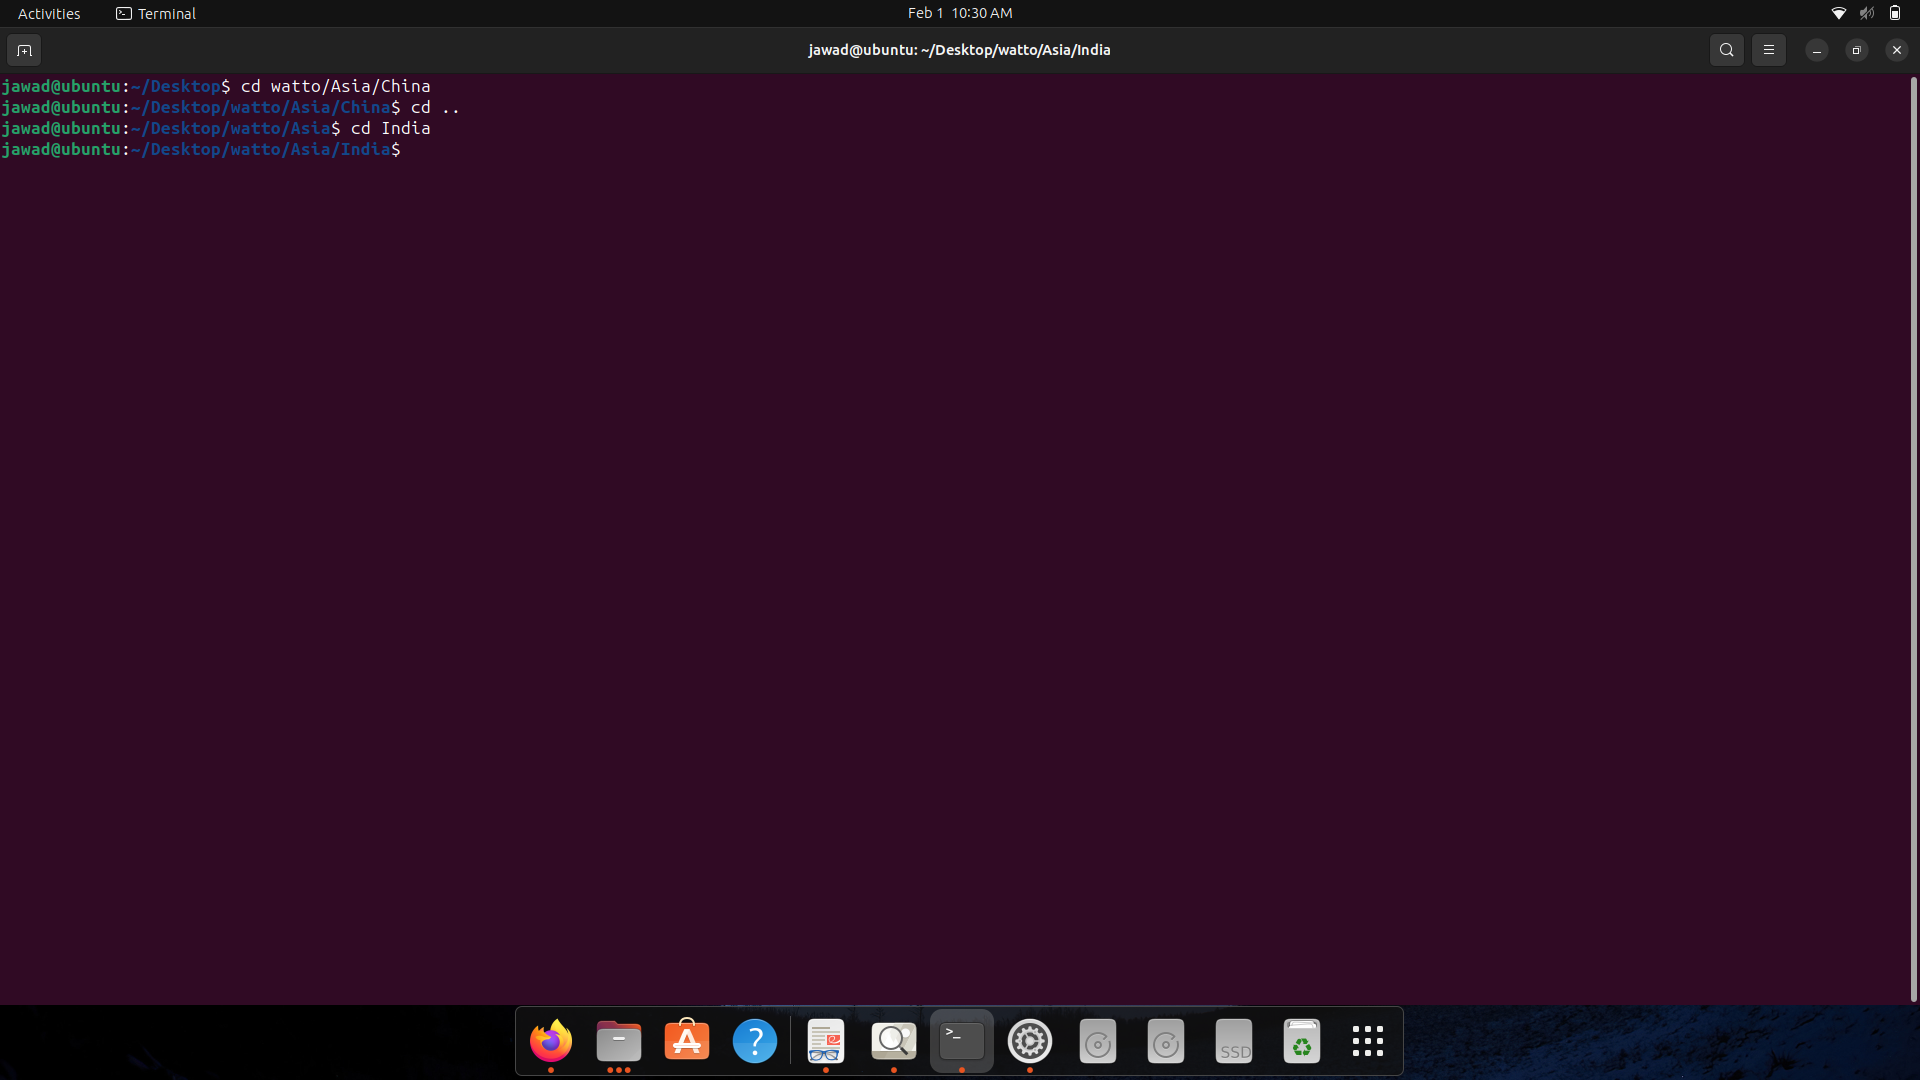 Activities Terminal Feb 1 10:30 AM
jawad@ubuntu: ~/Desktop/watto/Asia/India
jawad@ubuntu:~/Desktop$ cd watto/Asia/China
jawad@ubuntu:~/Desktop/watto/Asia/China$ cd ..
jawad@ubuntu:~/Desktop/watto/Asia$ cd India
jawad@ubuntu:~/Desktop/watto/Asia/India$
SSD